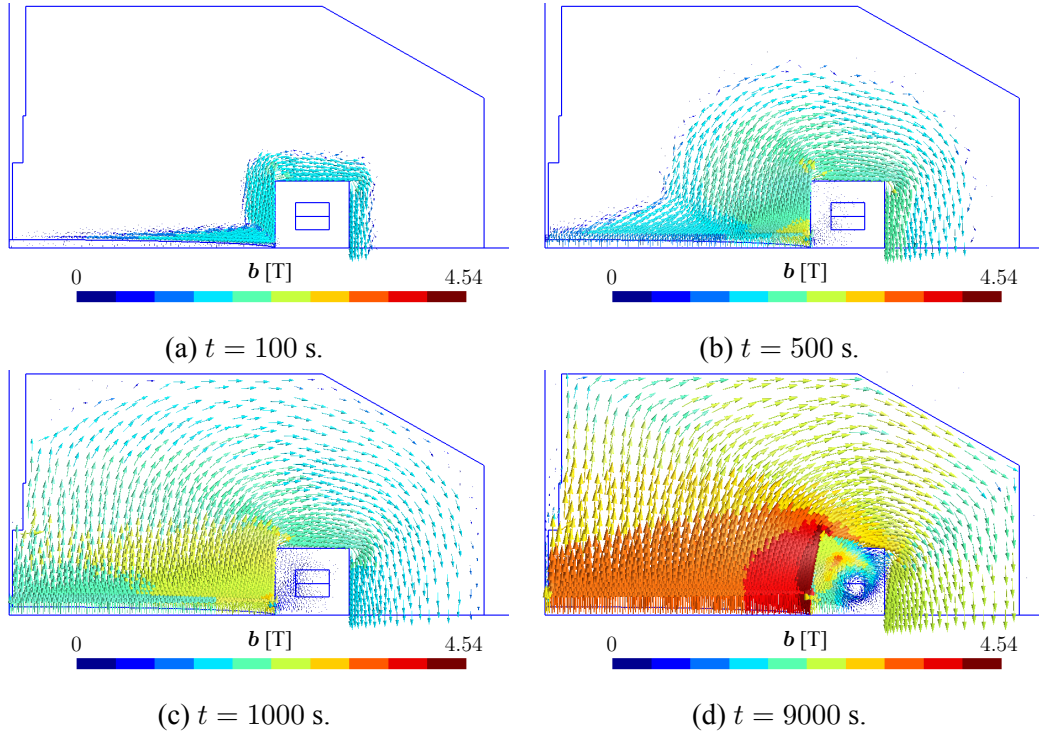 0 b [T] 4.54
0 b [T] 4.54
(a) t = 100 s.
(b) t = 500 s.
0 b [T] 4.54
0 b [T] 4.54
(c) t = 1000 s.
(d) t = 9000 s.